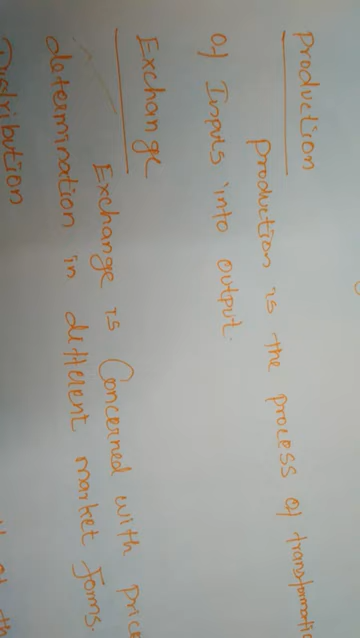 Production
Production is the process of transformatio
of Inputs into output.
Exchange
Exchange is Concerned with Price
determination in different market forms.
Distribution